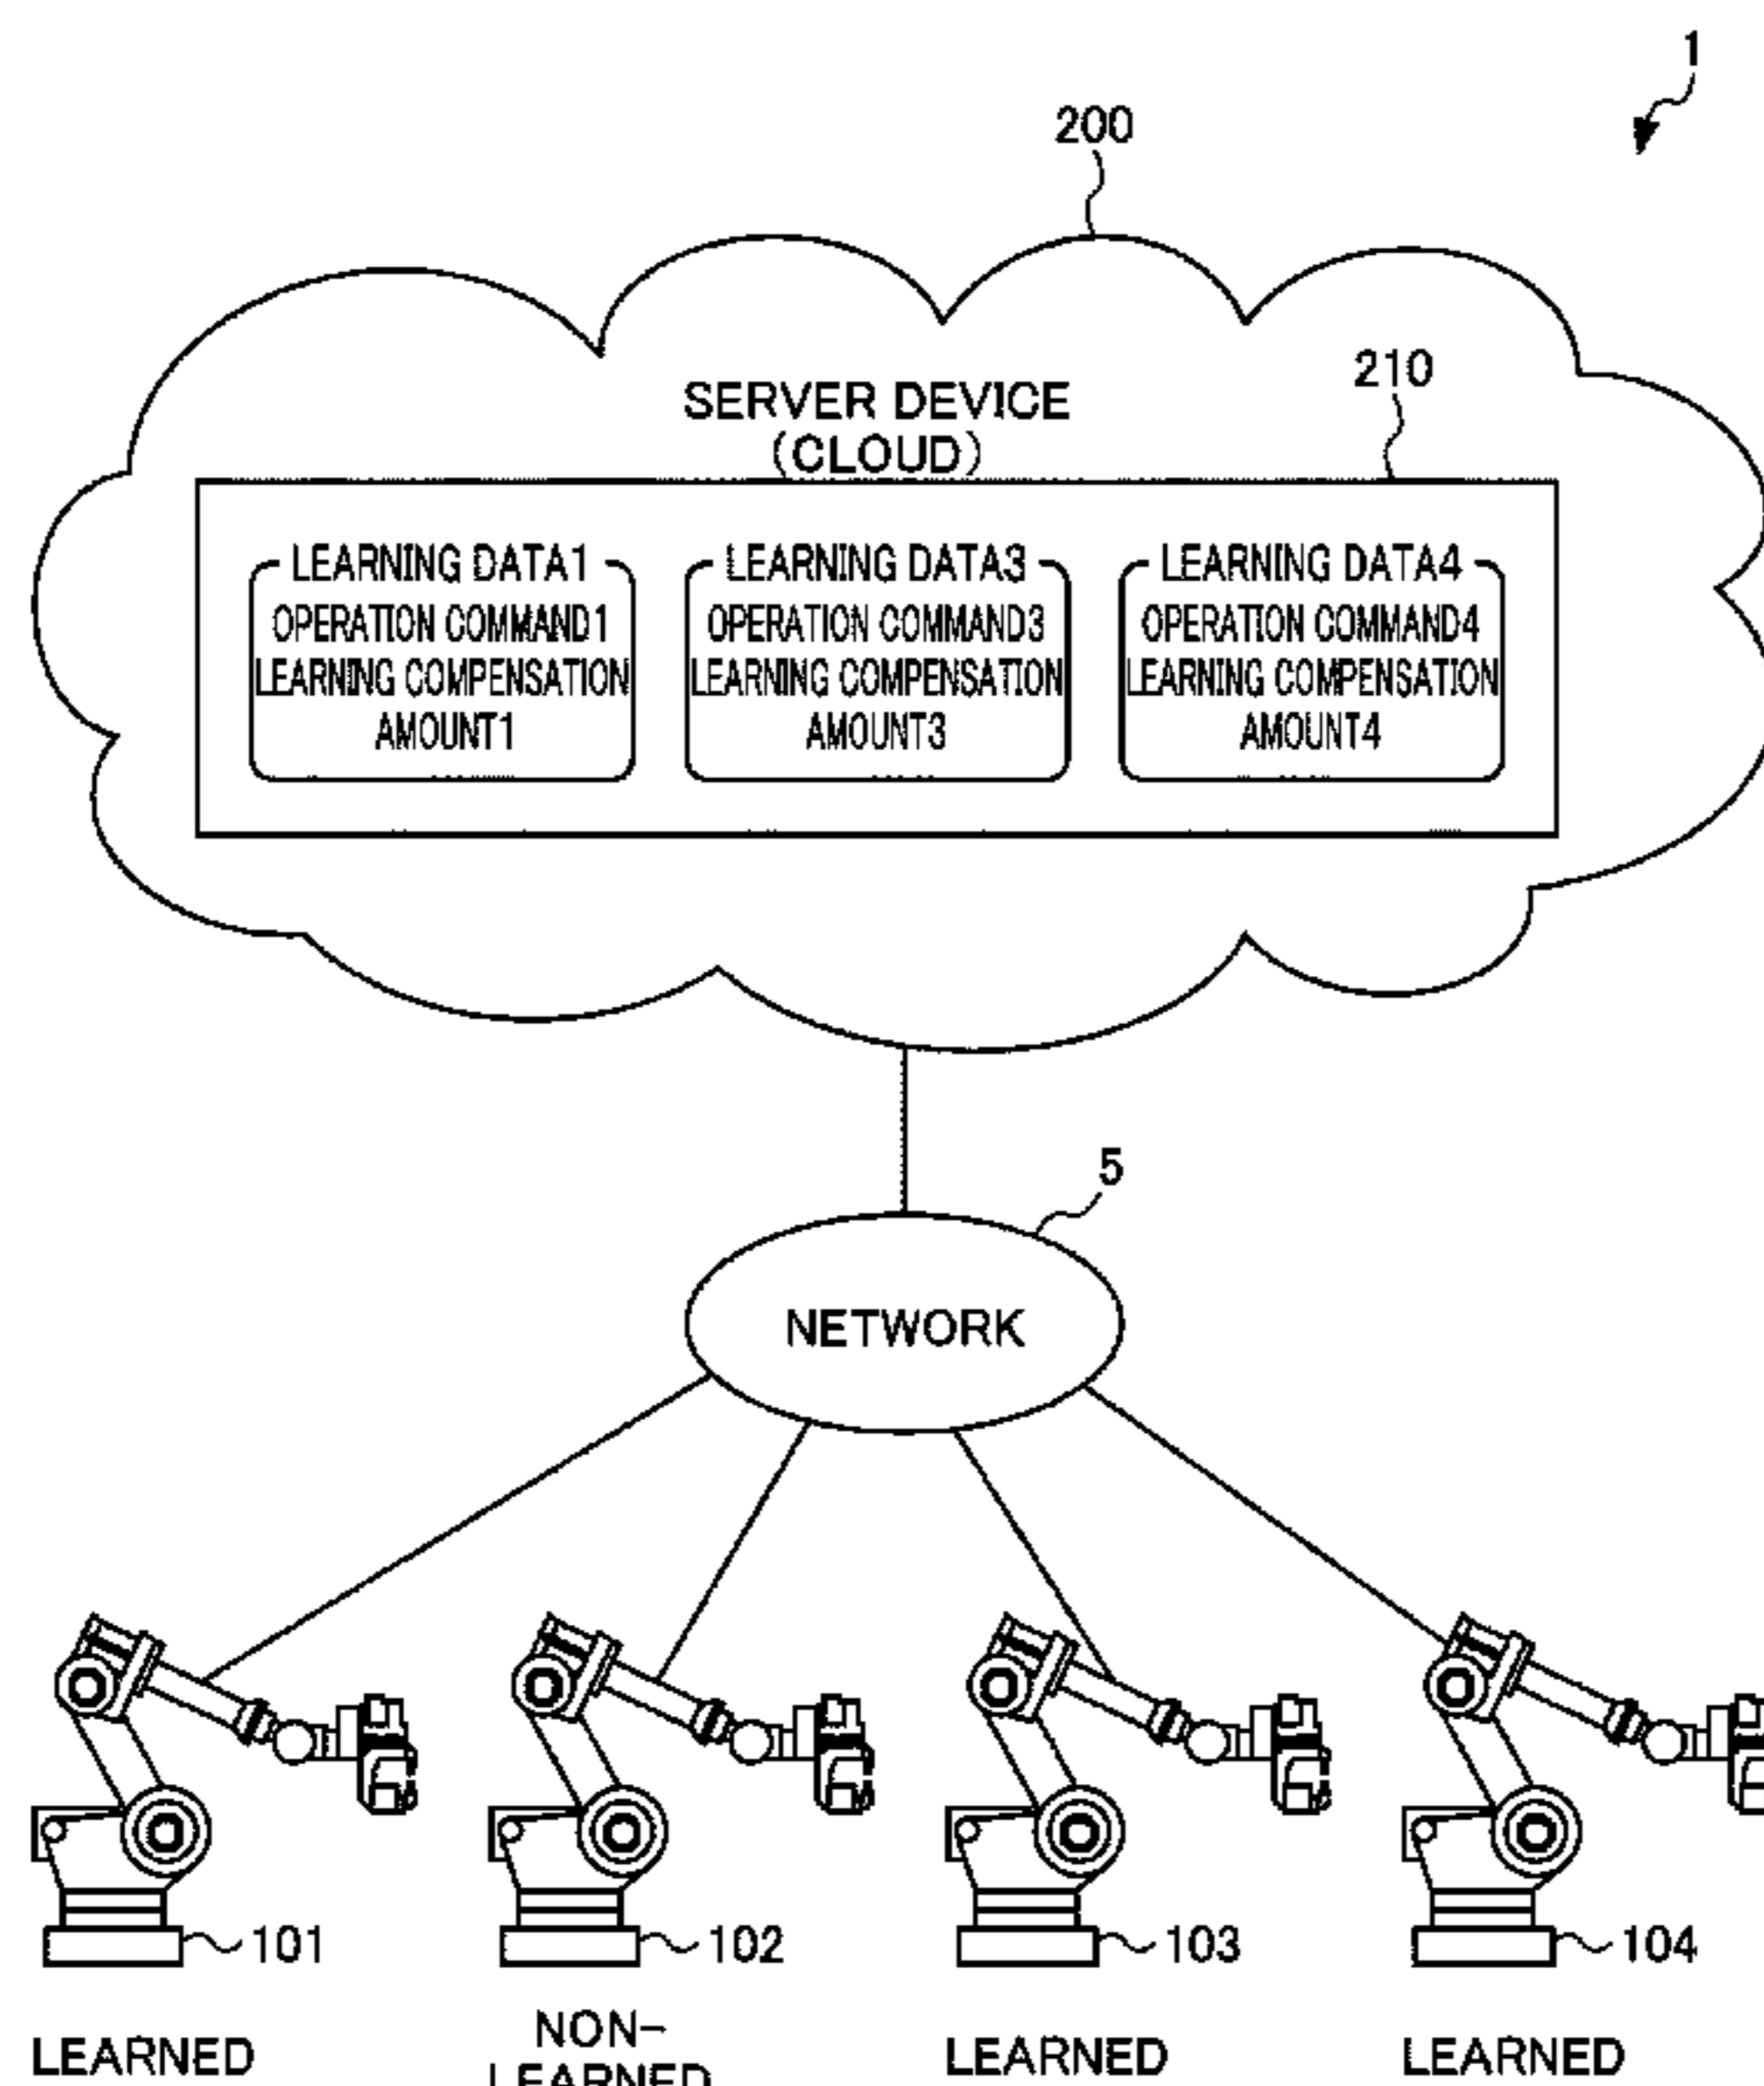 1
200
210
SERVER DEVICE
(CLOUD)
LEARNING DATA1
OPERATION COMMAND1
LEARNING COMPENSATION
AMOUNT1
LEARNING DATA3
OPERATION COMMAND3
LEARNING COMPENSATION
AMOUNT3
LEARNING DATA4
OPERATION COMMAND4
LEARNING COMPENSATION
AMOUNT4
5
NETWORK
101
102
103
104
LEARNED
NON-
LEARNED
LEARNED
LEARNED